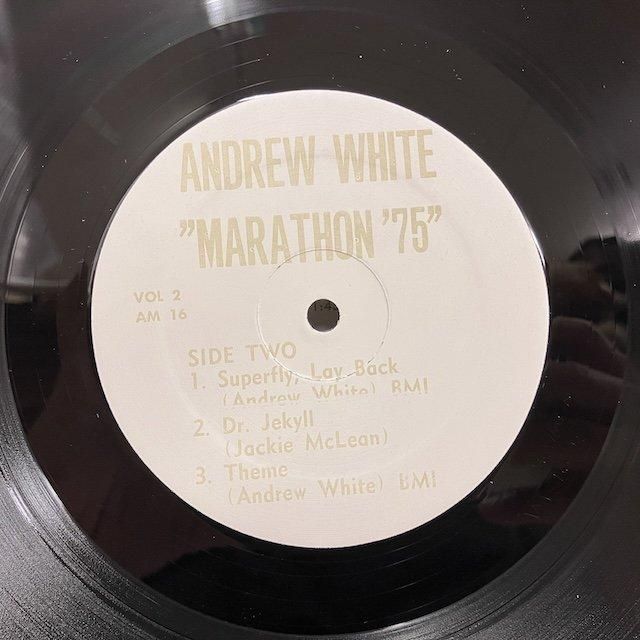 ANDREW WHITE
"MARATHON '75"
VOL 2
AM 16
SIDE TWO
1. Superfly, Lay Back
(Andrew White) BMI
2. Dr. Jekyll
(Jackie McLean)
3. Theme
(Andrew White) BMI